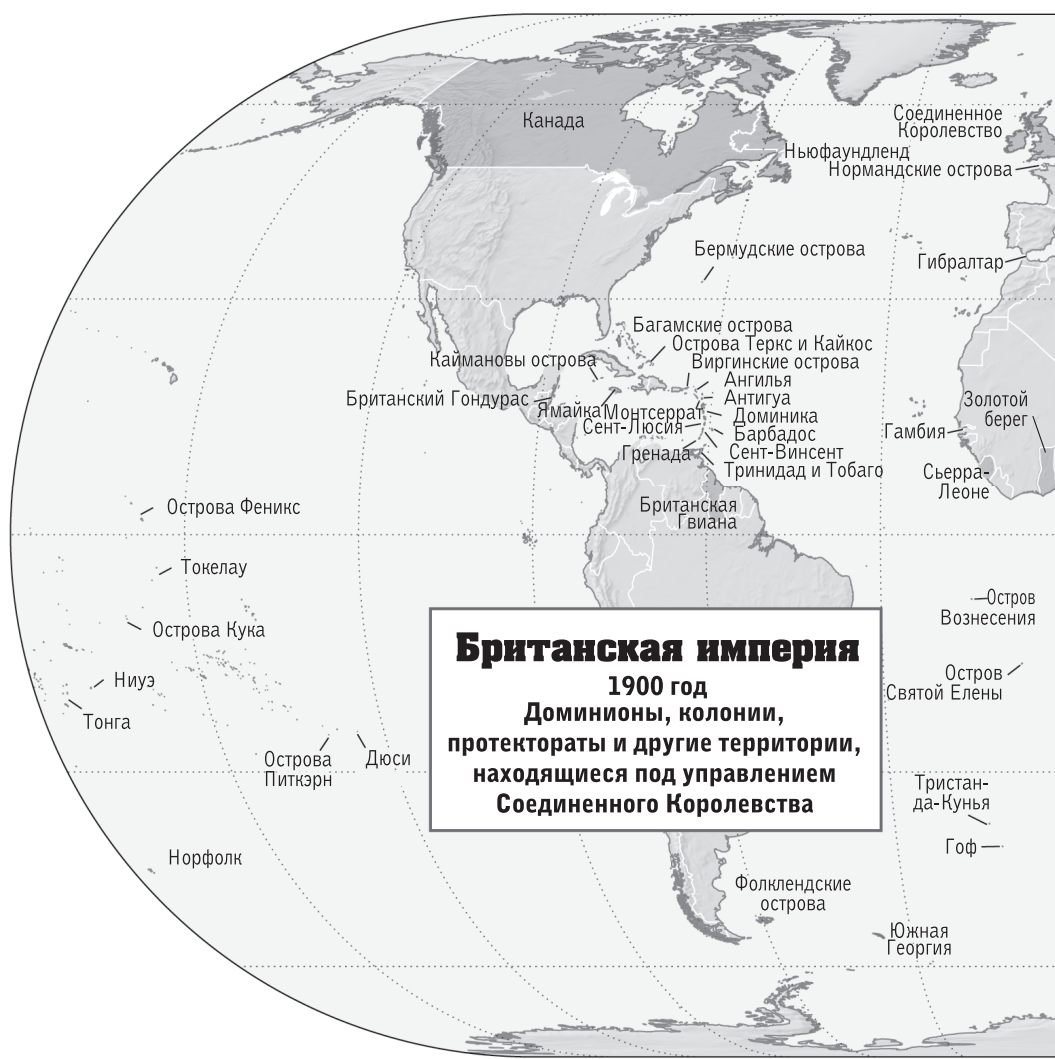 Канада
Соединенное
Королевство
Ньюфаундленд
Нормандские острова
Бермудские острова
Гибралтар
Багамские острова
Острова Теркс и Кайкос
Каймановы острова
Виргинские острова
Ангилья
Британский Гондурас
Антигуа
Ямайка
Монтсеррат
Доминика
Сент-Люсия
Барбадос
Гренада
Сент-Винсент
Тринидад и Тобаго
Золотой
берег
Гамбия
Сьерра-
Леоне
Британская
Гвиана
Острова Феникс
Токелау
Острова Кука
Ниуэ
Тонга
Острова
Питкэрн
Дюси
Норфолк
Остров
Вознесения
Остров
Святой Елены
Британская империя
1900 год
Доминионы, колонии,
протектораты и другие территории,
находящиеся под управлением
Соединенного Королевства
Тристан-
да-Кунья
Гоф
Фолклендские
острова
Южная
Георгия